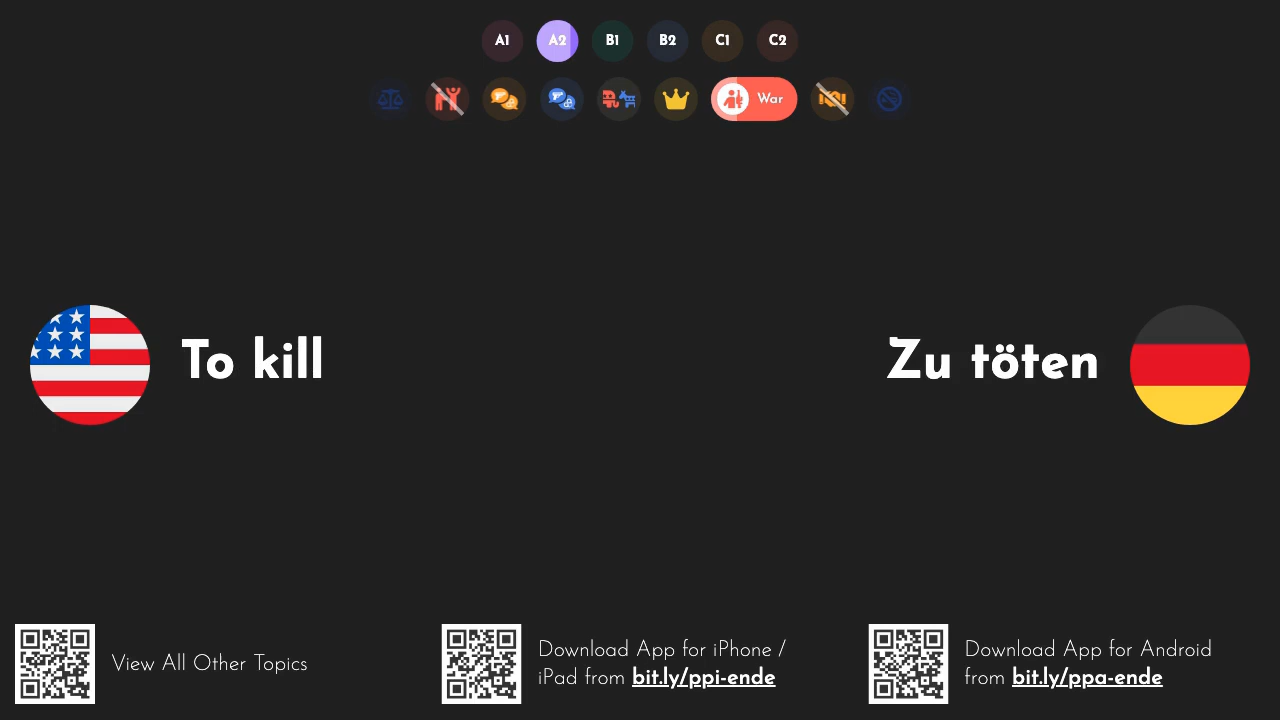 A1 A2 B1 B2 C1 C2
War
To kill
Zu töten
View All Other Topics
Download App for iPhone /
iPad from bit.ly/ppi-ende
Download App for Android
from bit.ly/ppa-ende